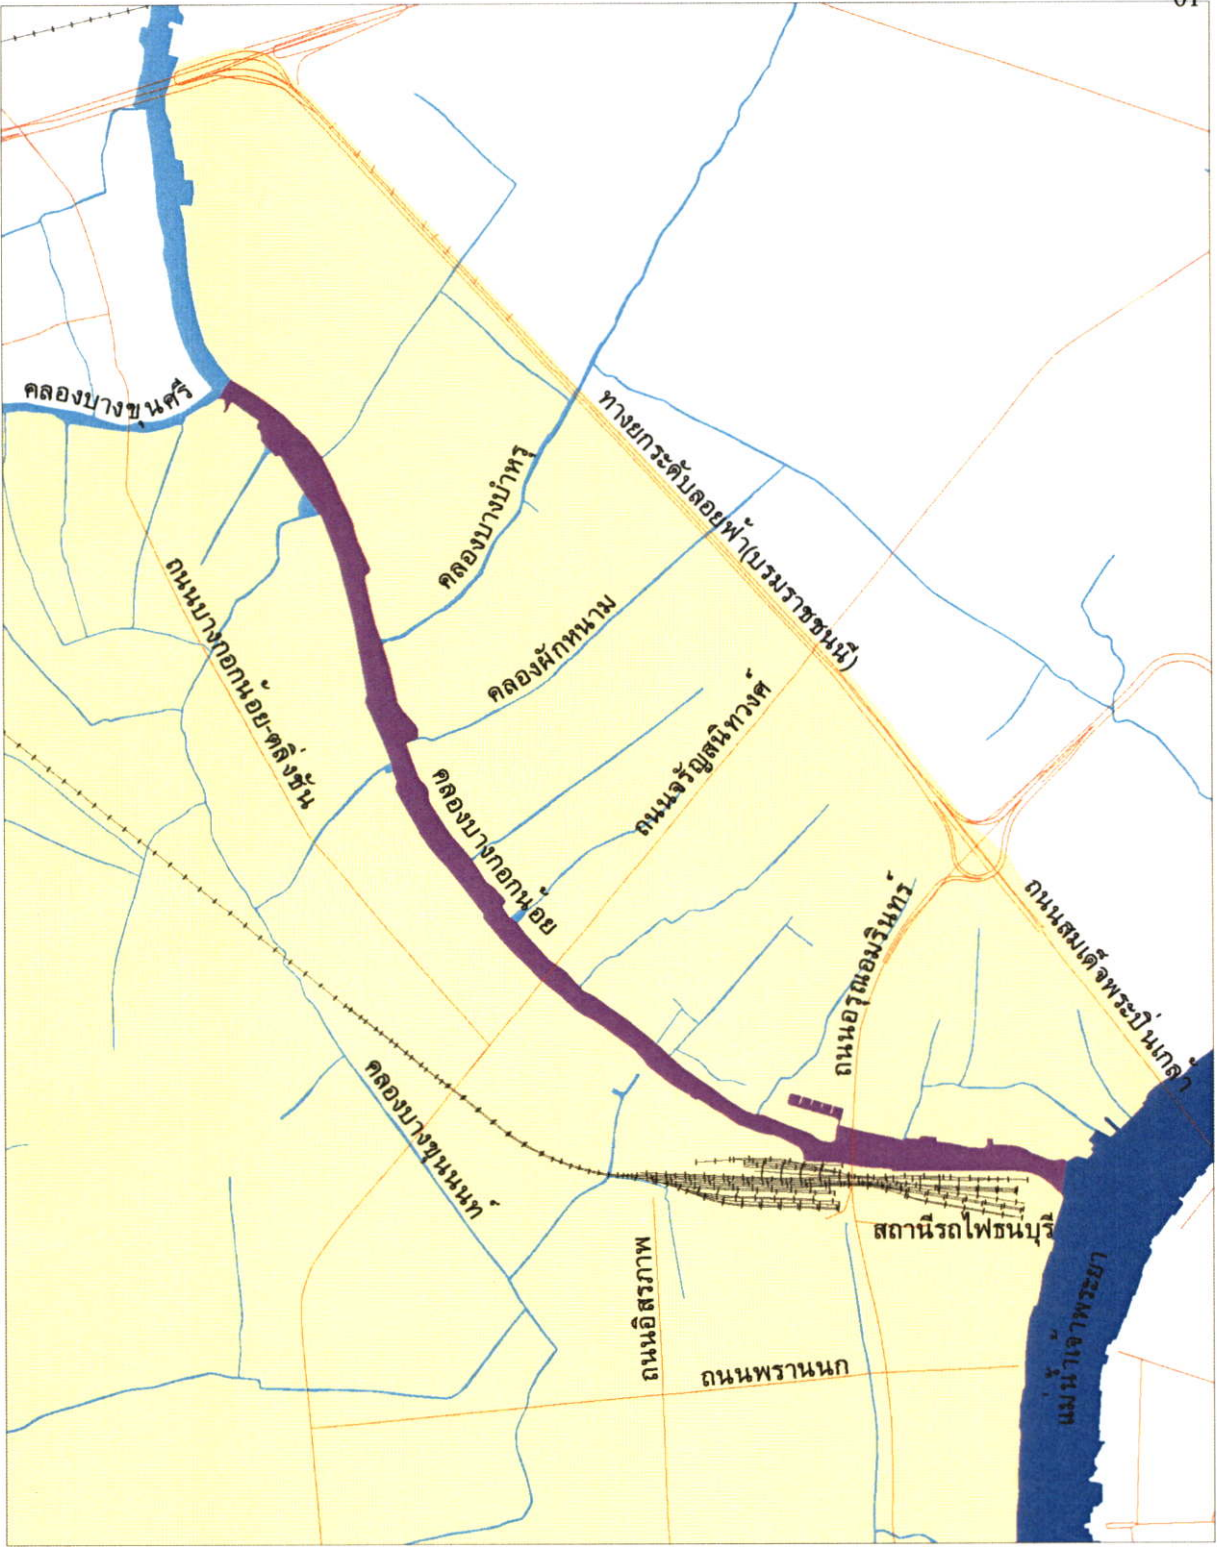 คลองบางขุนศรี
คลองบางบำหรุ
ทางยกระดับลอยฟ้า(บรมราชชนนี)
ถนนบางกอกน้อย-ตลิ่งชัน
คลองผักหนาม
ถนนจรัญสนิทวงศ์
คลองบางกอกน้อย
ถนนอรุณอมรินทร์
ถนนสมเด็จพระปิ่นเกล้า
คลองบางขุนนนท์
สถานีรถไฟธนบุรี
ถนนอิสรภาพ
ถนนพรานนก
แม่น้ำเจ้าพระยา